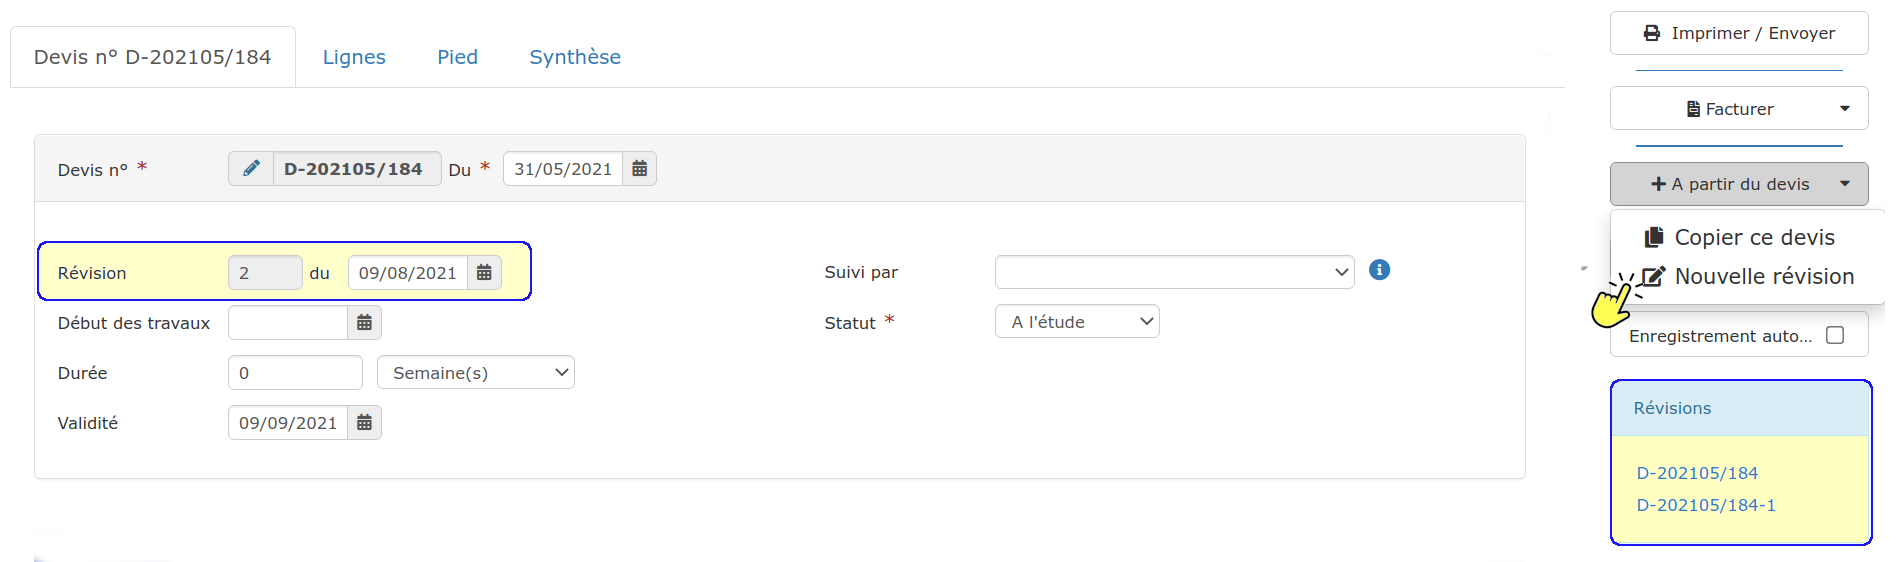 Devis n° D-202105/184 Lignes Pied Synthèse
Devis n° * D-202105/184 Du * 31/05/2021
Révision 2 du 09/08/2021
Début des travaux
Durée 0 Semaine(s)
Validité 09/09/2021
Suivi par
Statut * A l'étude
Imprimer / Envoyer
Facturer
A partir du devis
Copier ce devis
Nouvelle révision
Enregistrement auto...
Révisions
D-202105/184
D-202105/184-1